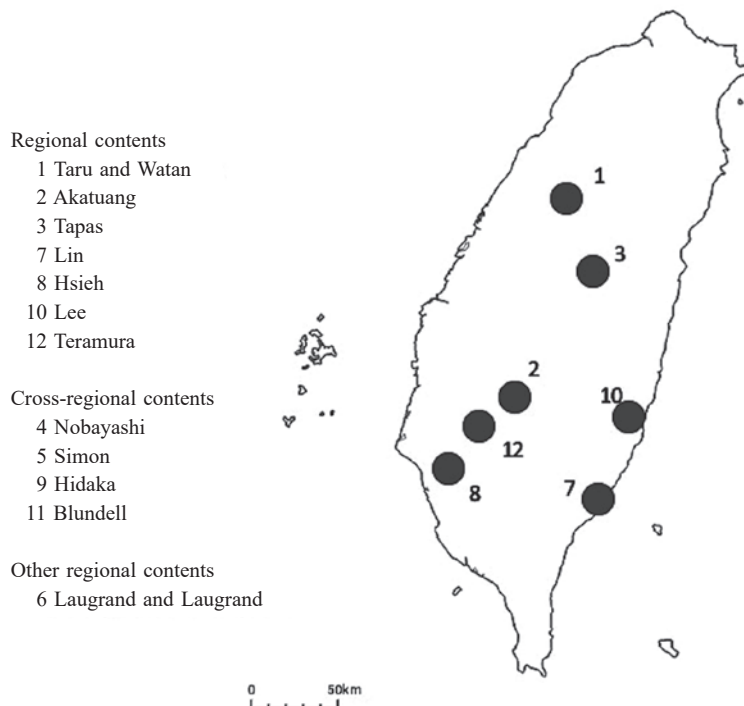 Regional contents
1 Taru and Watan
2 Akatuang
3 Tapas
7 Lin
8 Hsieh
10 Lee
12 Teramura
Cross-regional contents
4 Nobayashi
5 Simon
9 Hidaka
11 Blundell
Other regional contents
6 Laugrand and Laugrand
1
3
2
10
12
8
7
0 50km